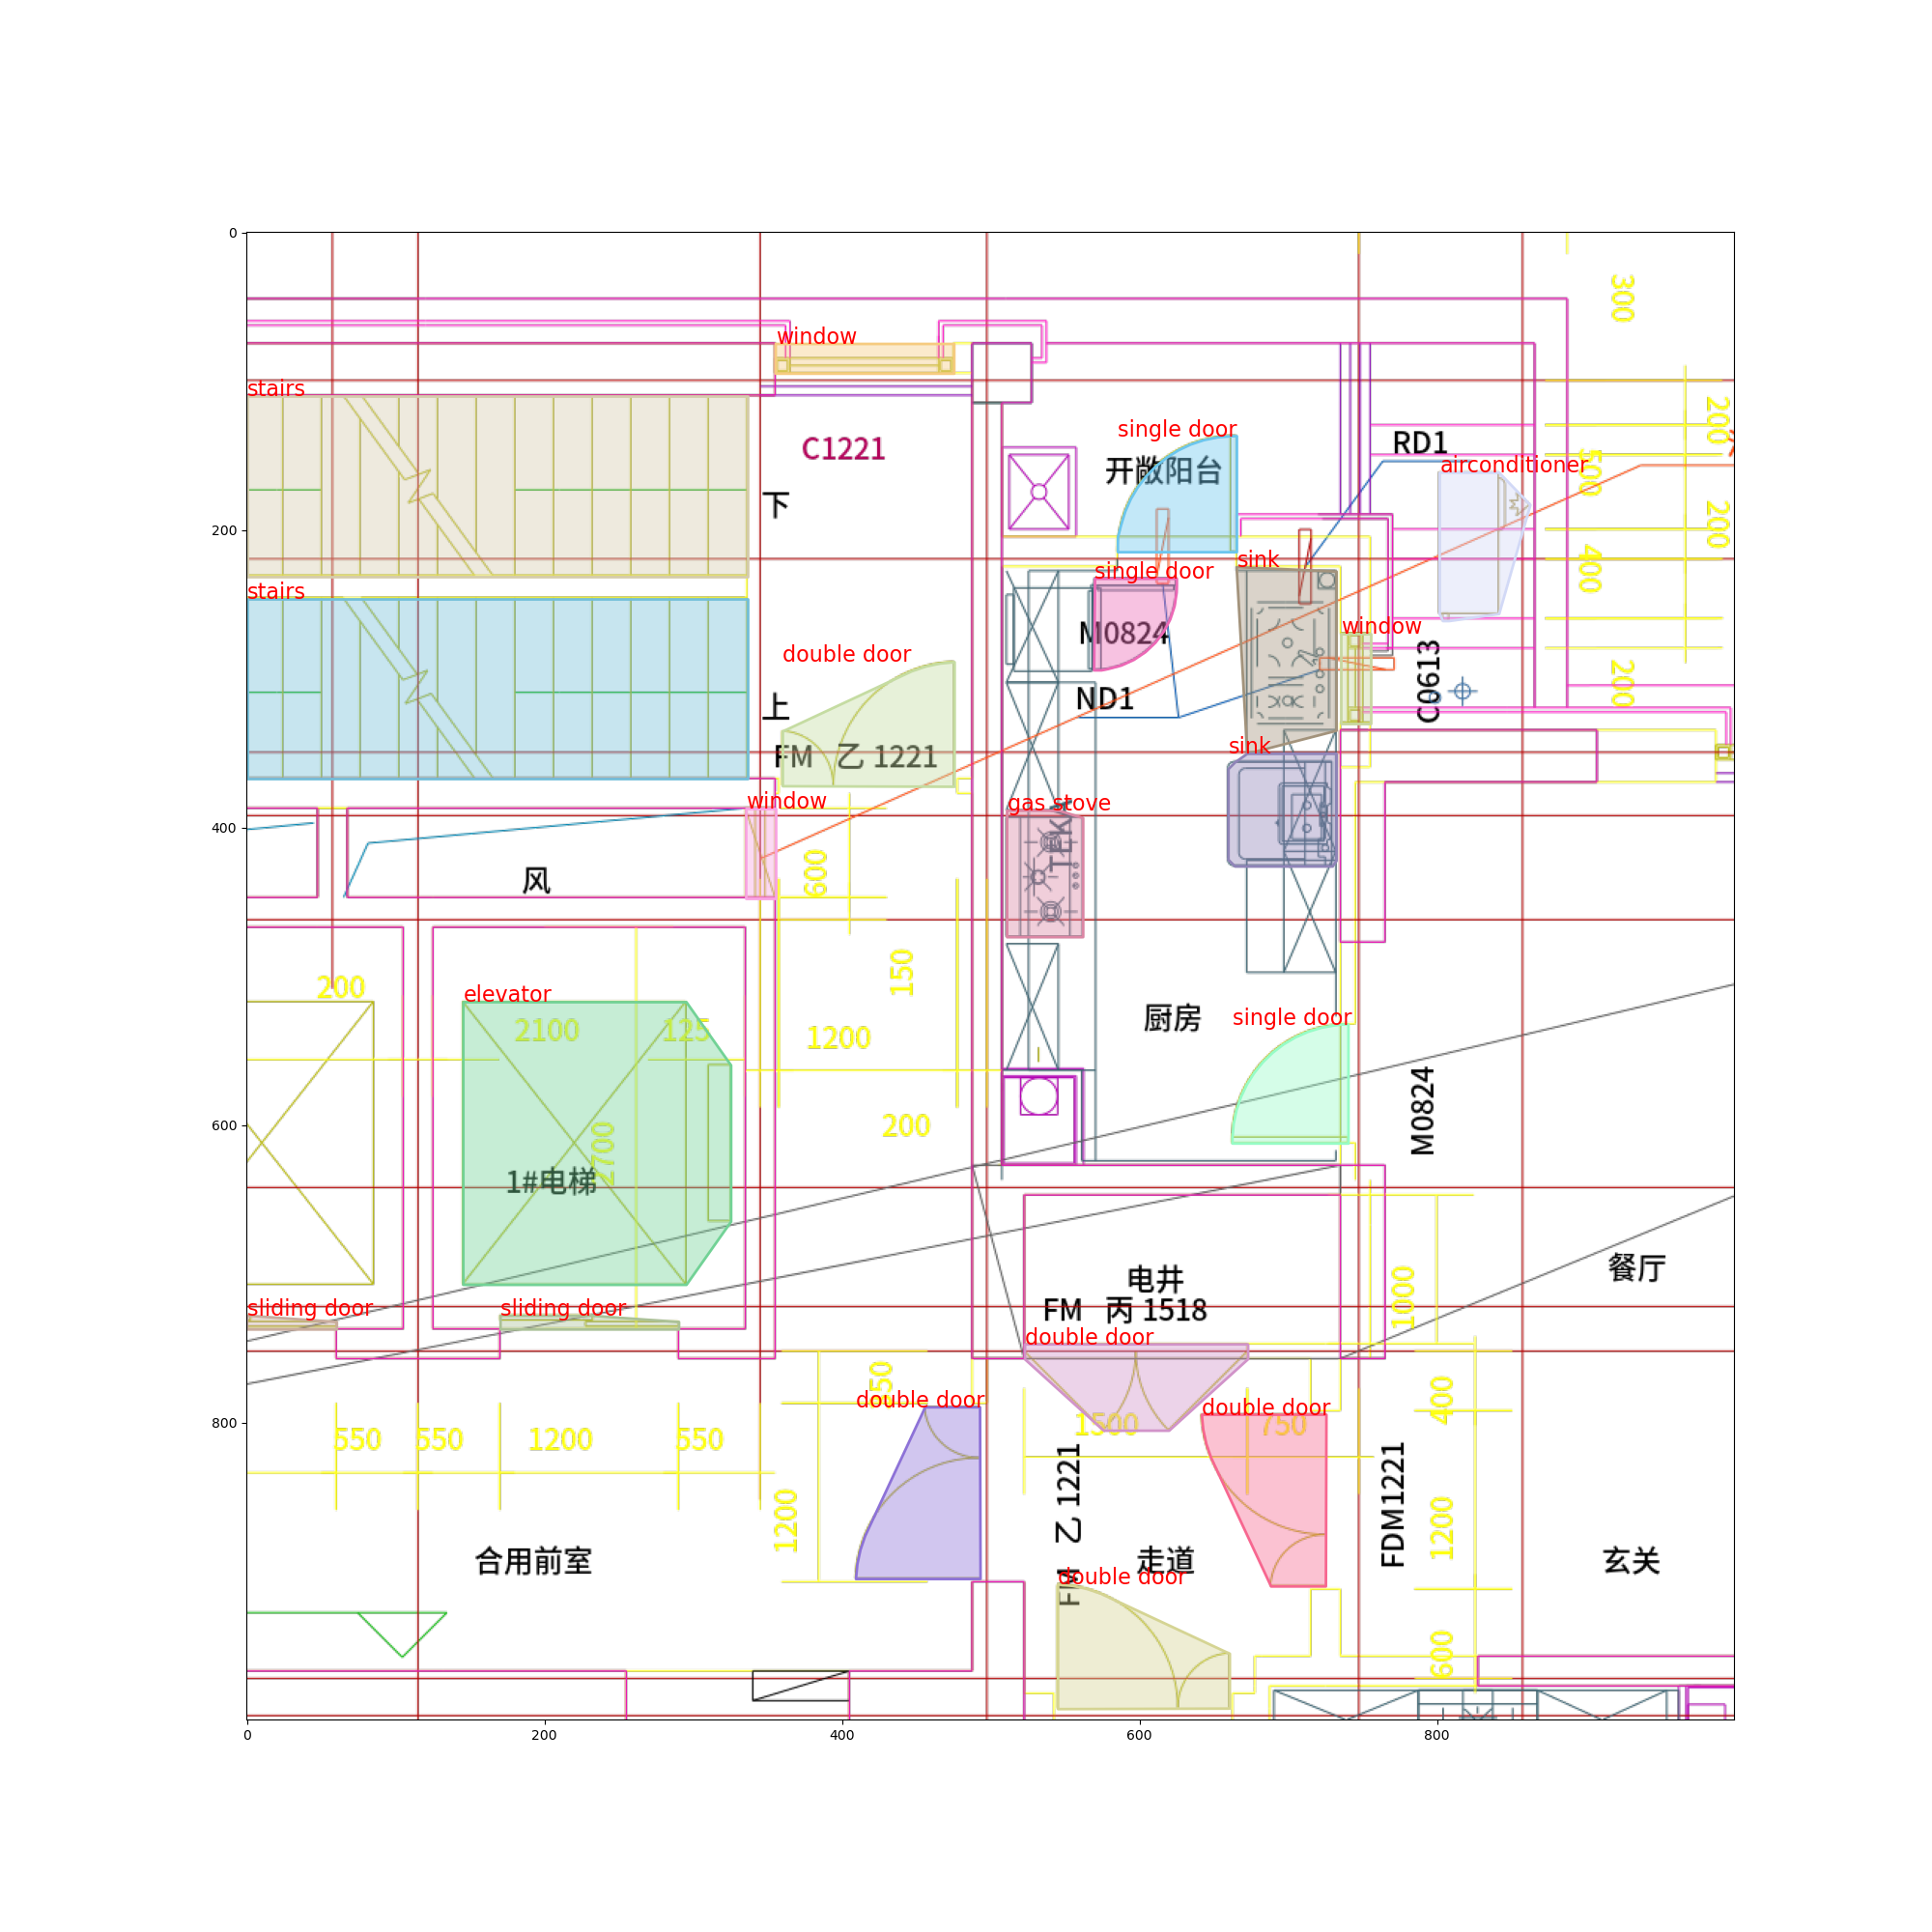 0
200
400
600
800
0
200
400
600
800
300
window
stairs
C1221
single door
开敞阳台
RD1
airconditioner
200
500
下
200
sink
400
single door
stairs
M0824
window
double door
上
ND1
C0613
200
FM 乙 1221
sink
window
gas stove
TEKA
600
风
150
200
elevator
2100
125
1200
厨房
single door
200
M0824
2700
1#电梯
餐厅
电井
1000
sliding door
sliding door
FM 丙 1518
double door
50
400
double door
double door
1500
750
550
550
1200
550
1200
FM 乙 1221
FDM1221
1200
合用前室
走道
玄关
double door
600